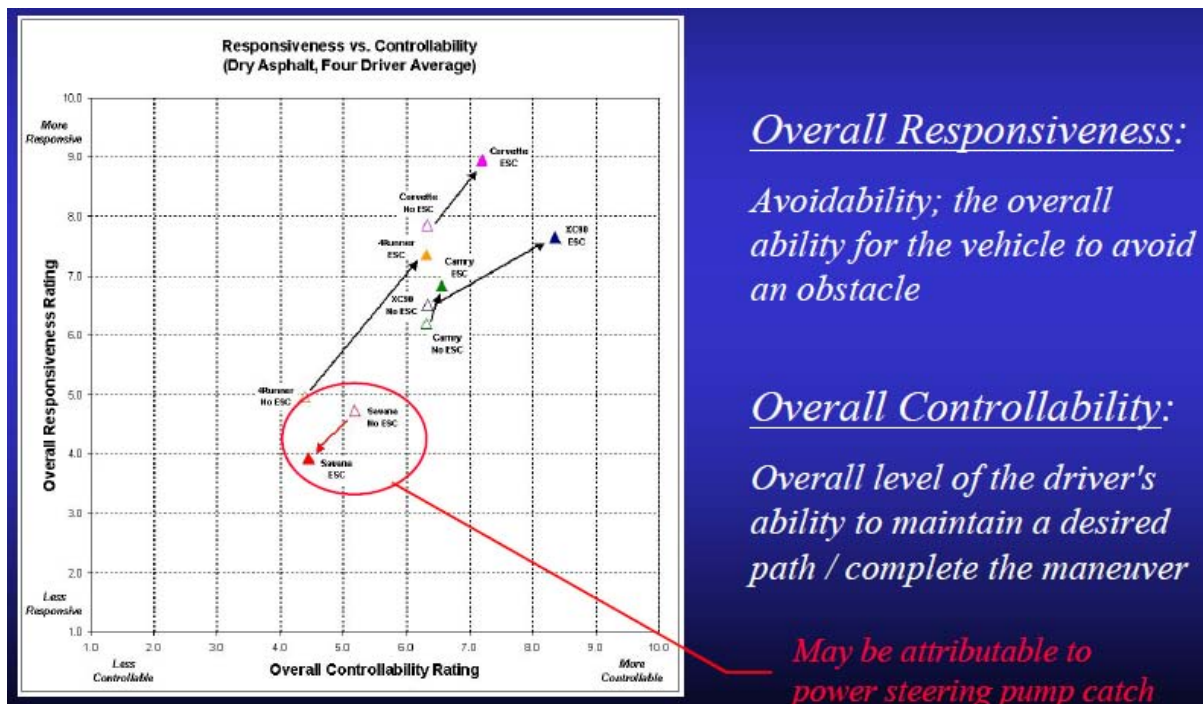 Responsiveness vs. Controllability
(Dry Asphalt, Four Driver Average)
10.0
More
Responsive
9.0
8.0
7.0
6.0
5.0
4.0
3.0
2.0
Less
Responsive
1.0
Overall Responsiveness Rating
Corvette
ESC
Corvette
No ESC
XC90
ESC
4Runner
ESC
Camry
ESC
XC90
No ESC
Camry
No ESC
4Runner
No ESC
Savana
No ESC
Savana
ESC
1.0 2.0 3.0 4.0 5.0 6.0 7.0 8.0 9.0 10.0
Less
Controllable
Overall Controllability Rating
More
Controllable
Overall Responsiveness:
Avoidability; the overall
ability for the vehicle to avoid
an obstacle
Overall Controllability:
Overall level of the driver's
ability to maintain a desired
path / complete the maneuver
May be attributable to
power steering pump catch